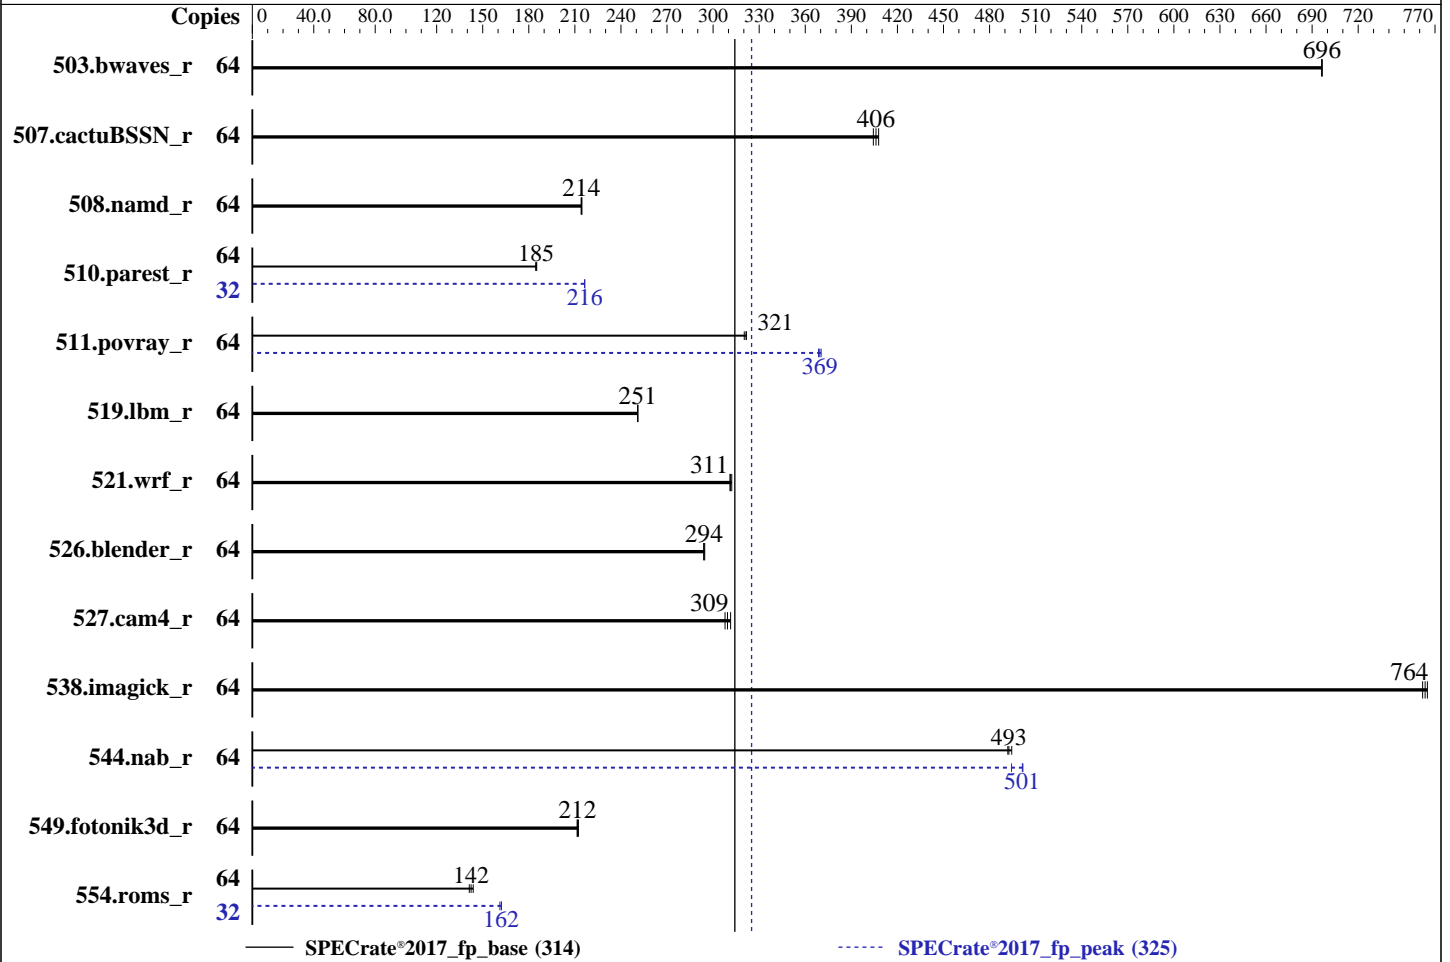 Copies 0 40.0 80.0 120 150 180 210 240 270 300 330 360 390 420 450 480 510 540 570 600 630 660 690 720 770
503.bwaves_r 64 696
507.cactuBSSN_r 64 406
508.namd_r 64 214
510.parest_r 64 185
32 216
511.povray_r 64 321
369
519.lbm_r 64 251
521.wrf_r 64 311
526.blender_r 64 294
527.cam4_r 64 309
538.imagick_r 64 764
544.nab_r 64 493
501
549.fotonik3d_r 64 212
554.roms_r 64 142
32 162
SPECrate®2017_fp_base (314) SPECrate®2017_fp_peak (325)